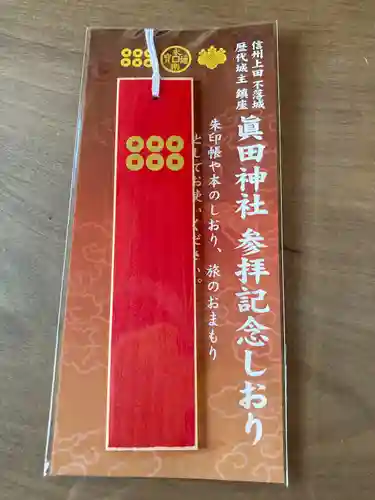 信州上田 不落城
歴代城主 鎮座
眞田神社 参拝記念しおり
朱印帳や本のしおり、旅のおまもり
としてお使いください。